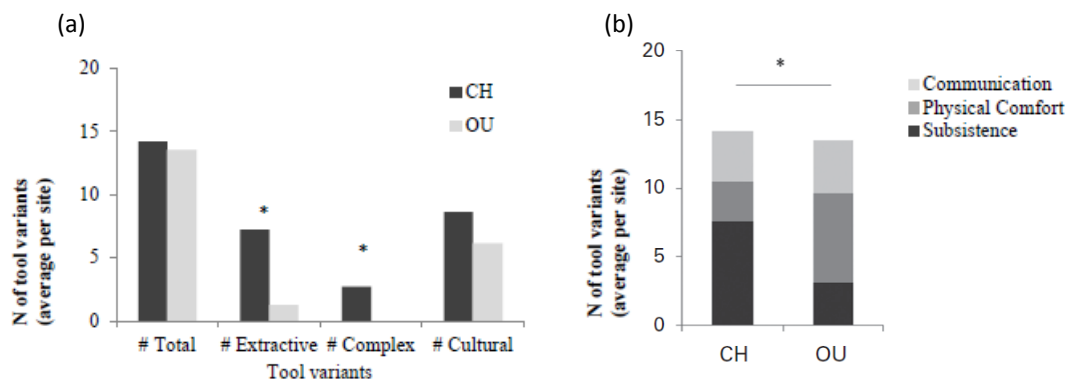 (a)
N of tool variants
(average per site)
20
15
10
5
0
CH
OU
*
*
# Total # Extractive # Complex # Cultural
Tool variants
(b)
N of tool variants
(average per site)
20
15
10
5
0
*
Communication
Physical Comfort
Subsistence
CH OU